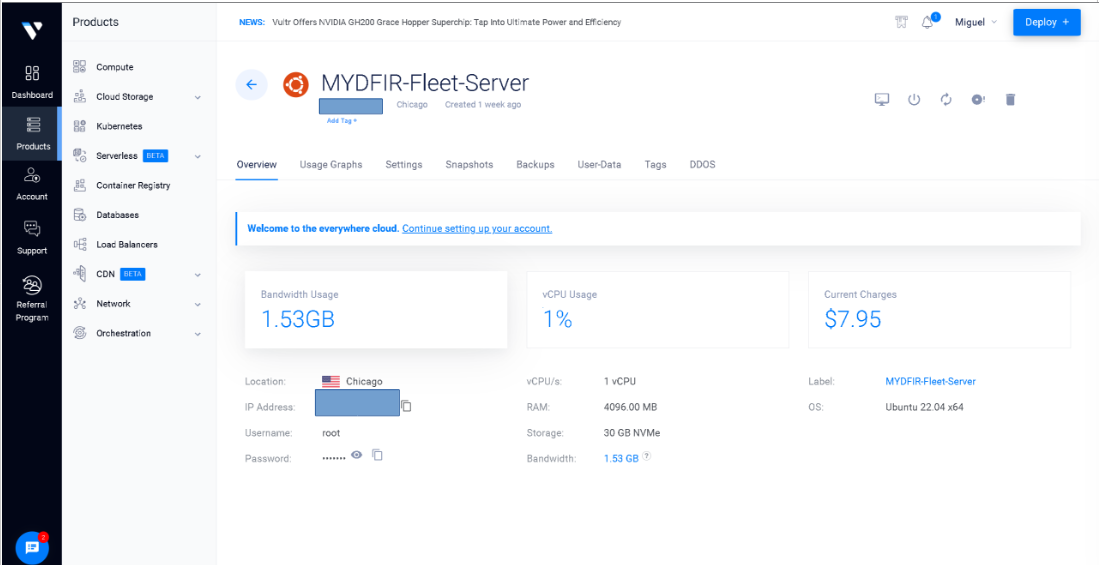 Products
NEWS: Vultr Offers NVIDIA GH200 Grace Hopper Superchip: Tap Into Ultimate Power and Efficiency
1
Miguel
Deploy +
Dashboard
Products
Account
Support
Referral
Program
2
Compute
Cloud Storage
Kubernetes
Serverless BETA
Container Registry
Databases
Load Balancers
CDN BETA
Network
Orchestration
MYDFIR-Fleet-Server
Chicago Created 1 week ago
Add Tag +
Overview Usage Graphs Settings Snapshots Backups User-Data Tags DDOS
Welcome to the everywhere cloud. Continue setting up your account.
Bandwidth Usage
1.53GB
vCPU Usage
1%
Current Charges
$7.95
Location: Chicago
IP Address:
Username: root
Password: .......
vCPU/s: 1 vCPU
RAM: 4096.00 MB
Storage: 30 GB NVMe
Bandwidth: 1.53 GB ?
Label: MYDFIR-Fleet-Server
OS: Ubuntu 22.04 x64